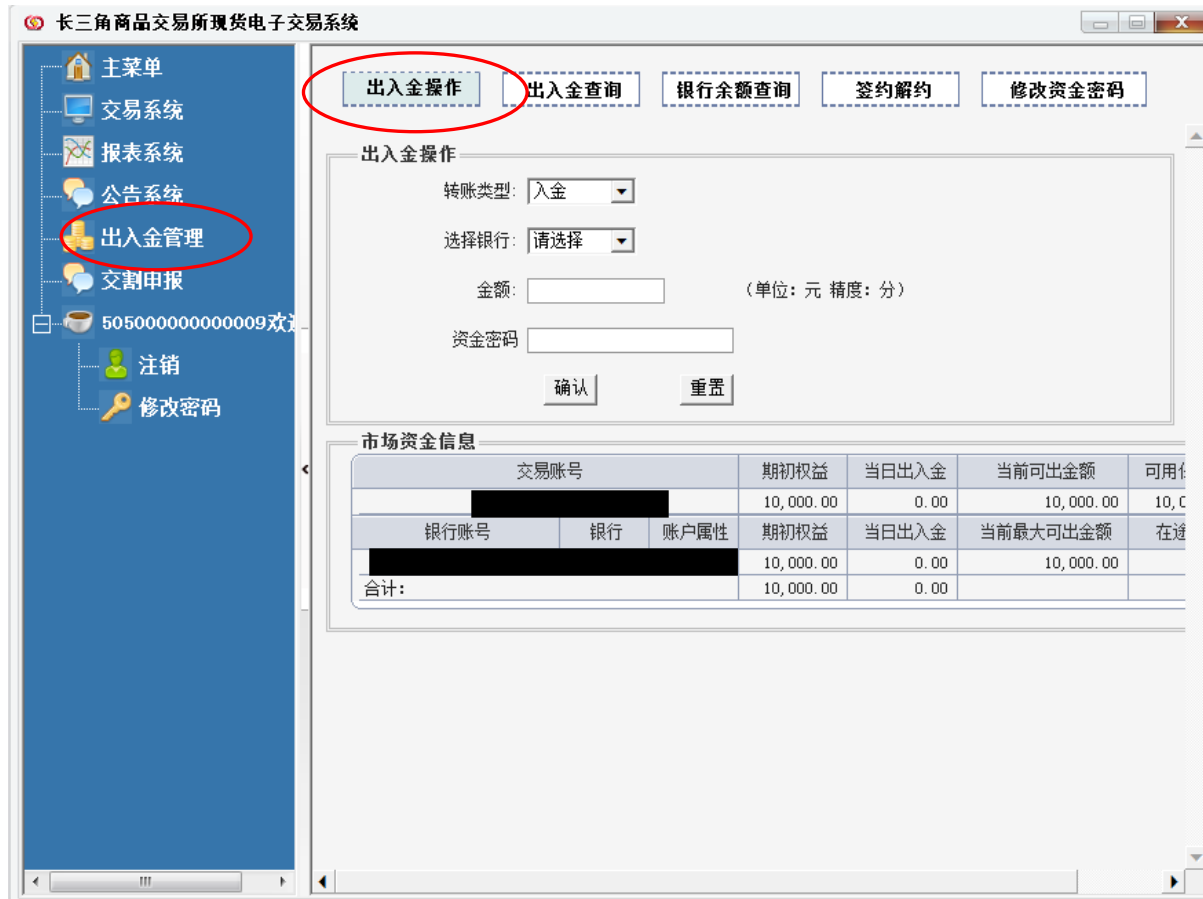 长三角商品交易所现货电子交易系统
主菜单
交易系统
报表系统
公告系统
出入金管理
交割申报
505000000000009欢
注销
修改密码
出入金操作 出入金查询 银行余额查询 签约解约 修改资金密码
出入金操作
转账类型: 入金
选择银行: 请选择
金额: (单位: 元 精度: 分)
资金密码
确认 重置
市场资金信息
交易账号 期初权益 当日出入金 当前可出金额 可用
10,000.00 0.00 10,000.00 10,0
银行账号 银行 账户属性 期初权益 当日出入金 当前最大可出金额 在途
10,000.00 0.00 10,000.00
合计: 10,000.00 0.00